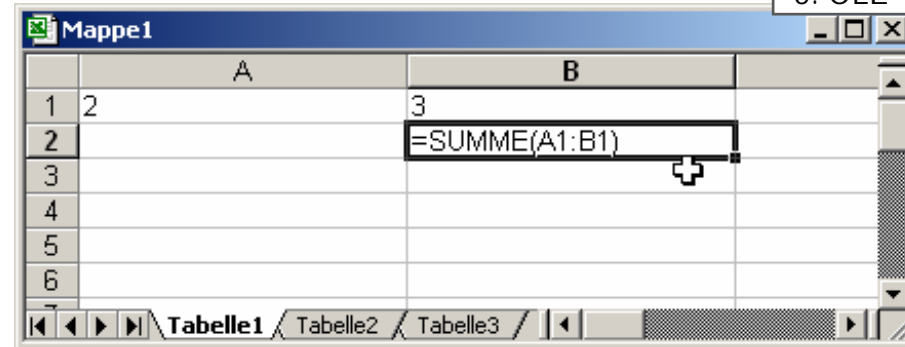 Mappe1
A B
1 2 3
2 =SUMME(A1:B1)
3
4
5
6
Tabelle1 Tabelle2 Tabelle3